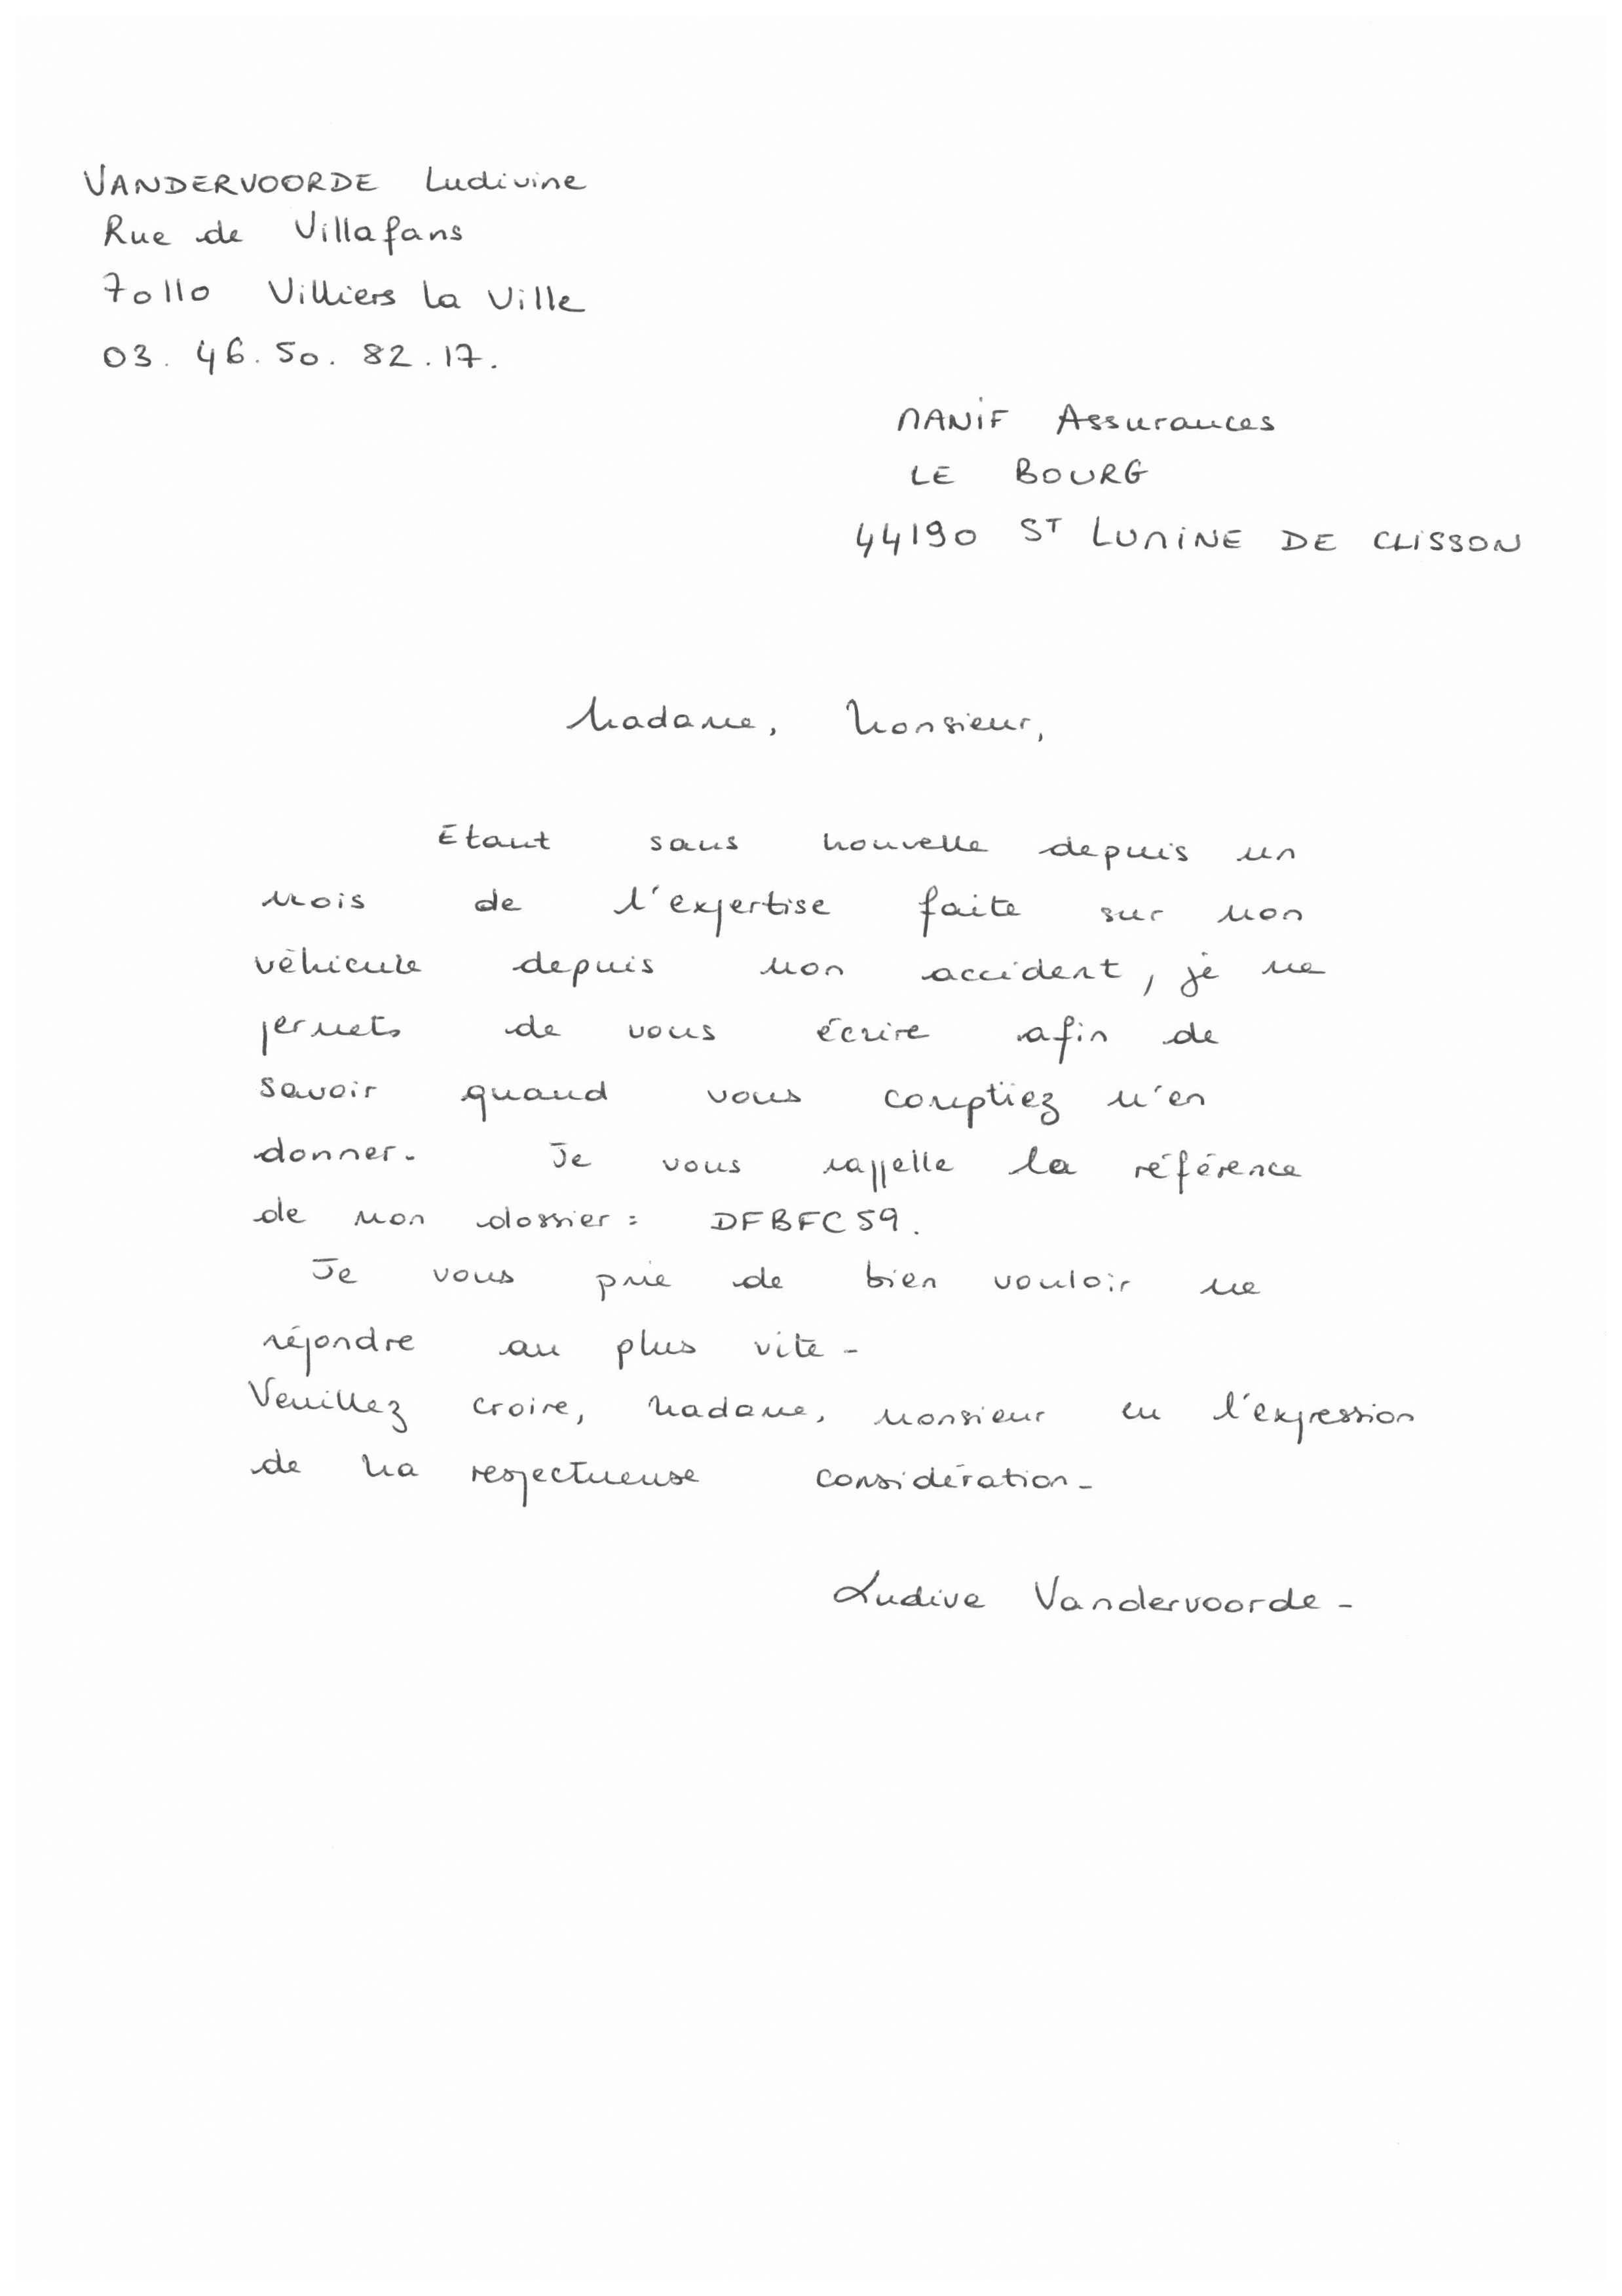 VANDERVOORDE Ludivine
Rue de Villafans
70110 Villiers la Ville
03. 46. 50. 82. 17.
MANIF Assurances
LE BOURG
44190 ST LUMINE DE CLISSON
Madame, Monsieur,
Etant sans nouvelle depuis un
mois de l'expertise faite sur mon
véhicule depuis mon accident, je me
permets de vous écrire afin de
savoir quand vous comptiez m'en
donner. Je vous rappelle la référence
de mon dossier : DFBFC59.
Je vous prie de bien vouloir me
répondre au plus vite -
Veuillez croire, Madame, Monsieur en l'expression
de ma respectueuse considération -
Ludive Vandervoorde -